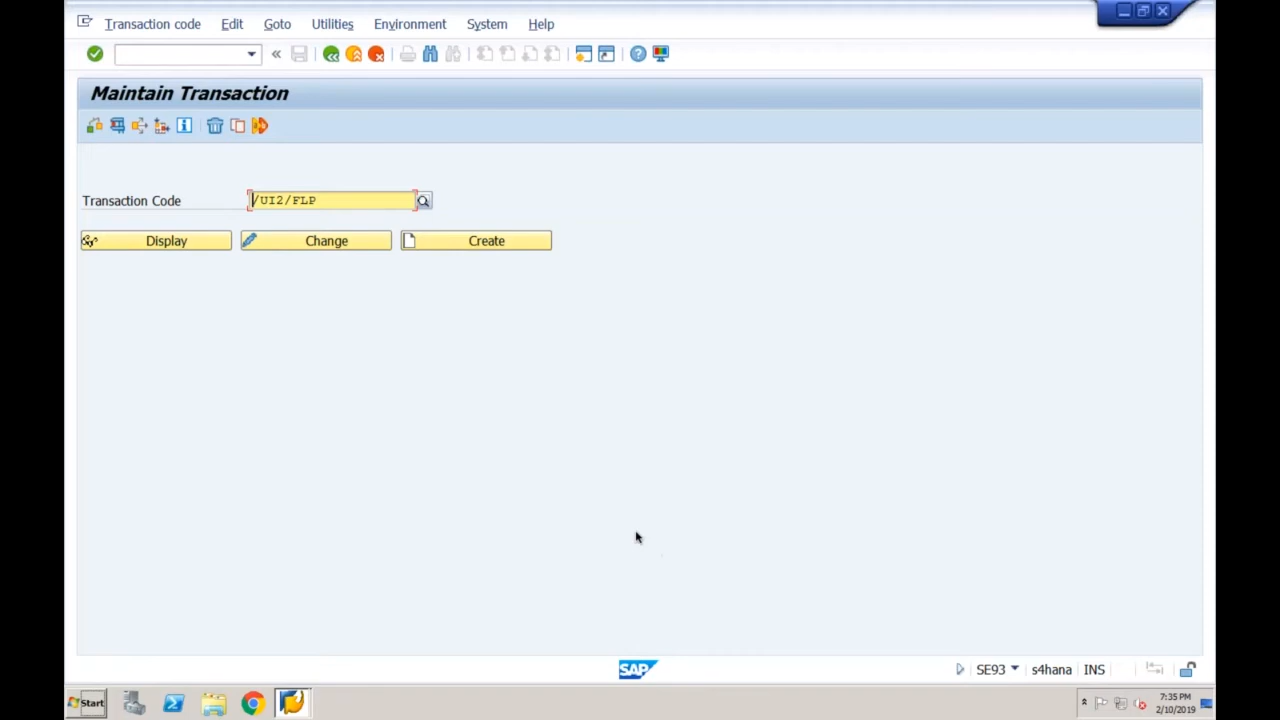 Transaction code Edit Goto Utilities Environment System Help
Maintain Transaction
Transaction Code /UI2/FLP
Display Change Create
SAP SE93 s4hana INS
Start 7:35 PM
2/10/2019